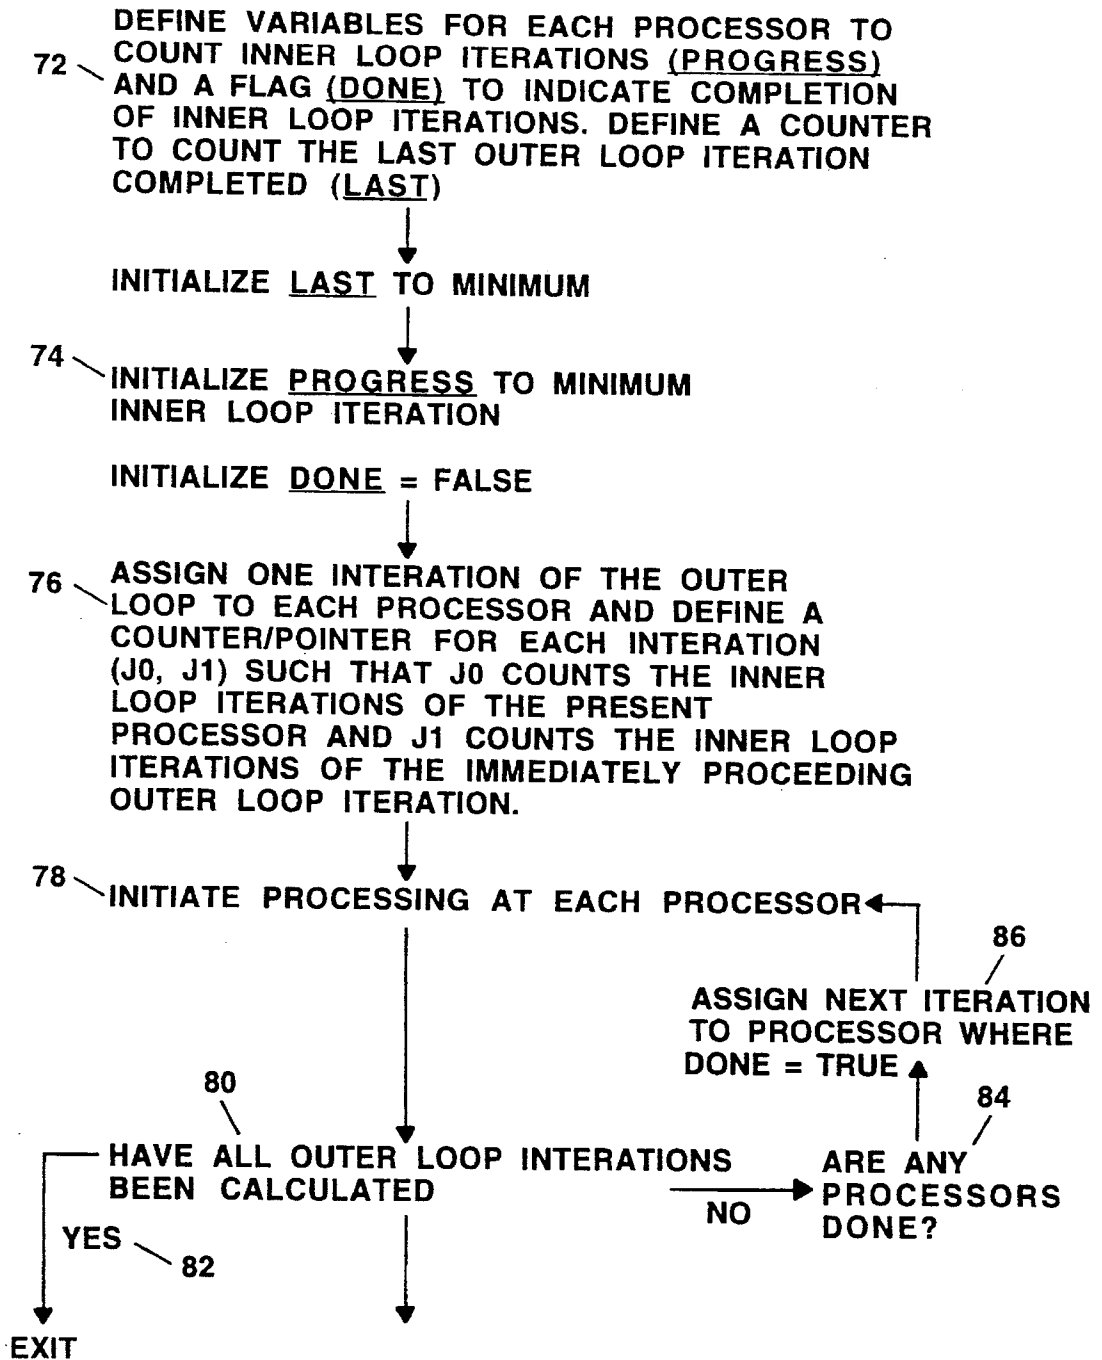 DEFINE VARIABLES FOR EACH PROCESSOR TO
COUNT INNER LOOP ITERATIONS (PROGRESS)
72
AND A FLAG (DONE) TO INDICATE COMPLETION
OF INNER LOOP ITERATIONS. DEFINE A COUNTER
TO COUNT THE LAST OUTER LOOP ITERATION
COMPLETED (LAST)
INITIALIZE LAST TO MINIMUM
74
INITIALIZE PROGRESS TO MINIMUM
INNER LOOP ITERATION
INITIALIZE DONE = FALSE
76
ASSIGN ONE INTERATION OF THE OUTER
LOOP TO EACH PROCESSOR AND DEFINE A
COUNTER/POINTER FOR EACH INTERATION
(J0, J1) SUCH THAT J0 COUNTS THE INNER
LOOP ITERATIONS OF THE PRESENT
PROCESSOR AND J1 COUNTS THE INNER LOOP
ITERATIONS OF THE IMMEDIATELY PROCEEDING
OUTER LOOP ITERATION.
78
INITIATE PROCESSING AT EACH PROCESSOR
86
ASSIGN NEXT ITERATION
TO PROCESSOR WHERE
DONE = TRUE
80
84
HAVE ALL OUTER LOOP INTERATIONS
BEEN CALCULATED
NO
ARE ANY
PROCESSORS
DONE?
YES
82
EXIT